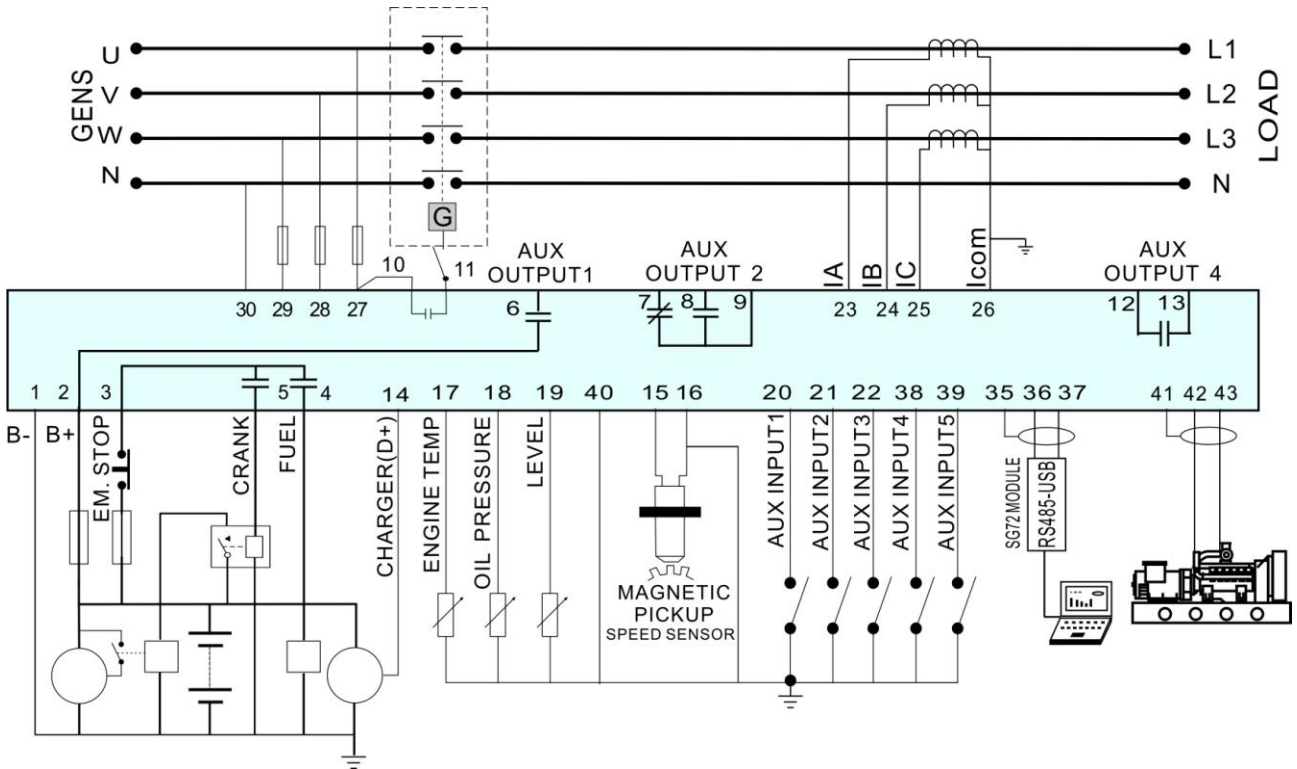 U
V
W
N
GENS
L1
L2
L3
N
LOAD
G
10
11
AUX
OUTPUT1
AUX
OUTPUT 2
IA
IB
IC
Icom
AUX
OUTPUT 4
30
29
28
27
6
7
8
9
23
24
25
26
12
13
1
2
3
5
4
14
17
18
19
40
15
16
20
21
22
38
39
35
36
37
41
42
43
B-
B+
EM. STOP
CRANK
FUEL
CHARGER(D+)
ENGINE TEMP
OIL PRESSURE
LEVEL
MAGNETIC
PICKUP
SPEED SENSOR
AUX INPUT1
AUX INPUT2
AUX INPUT3
AUX INPUT4
AUX INPUT5
SG72 MODULE
RS485-USB